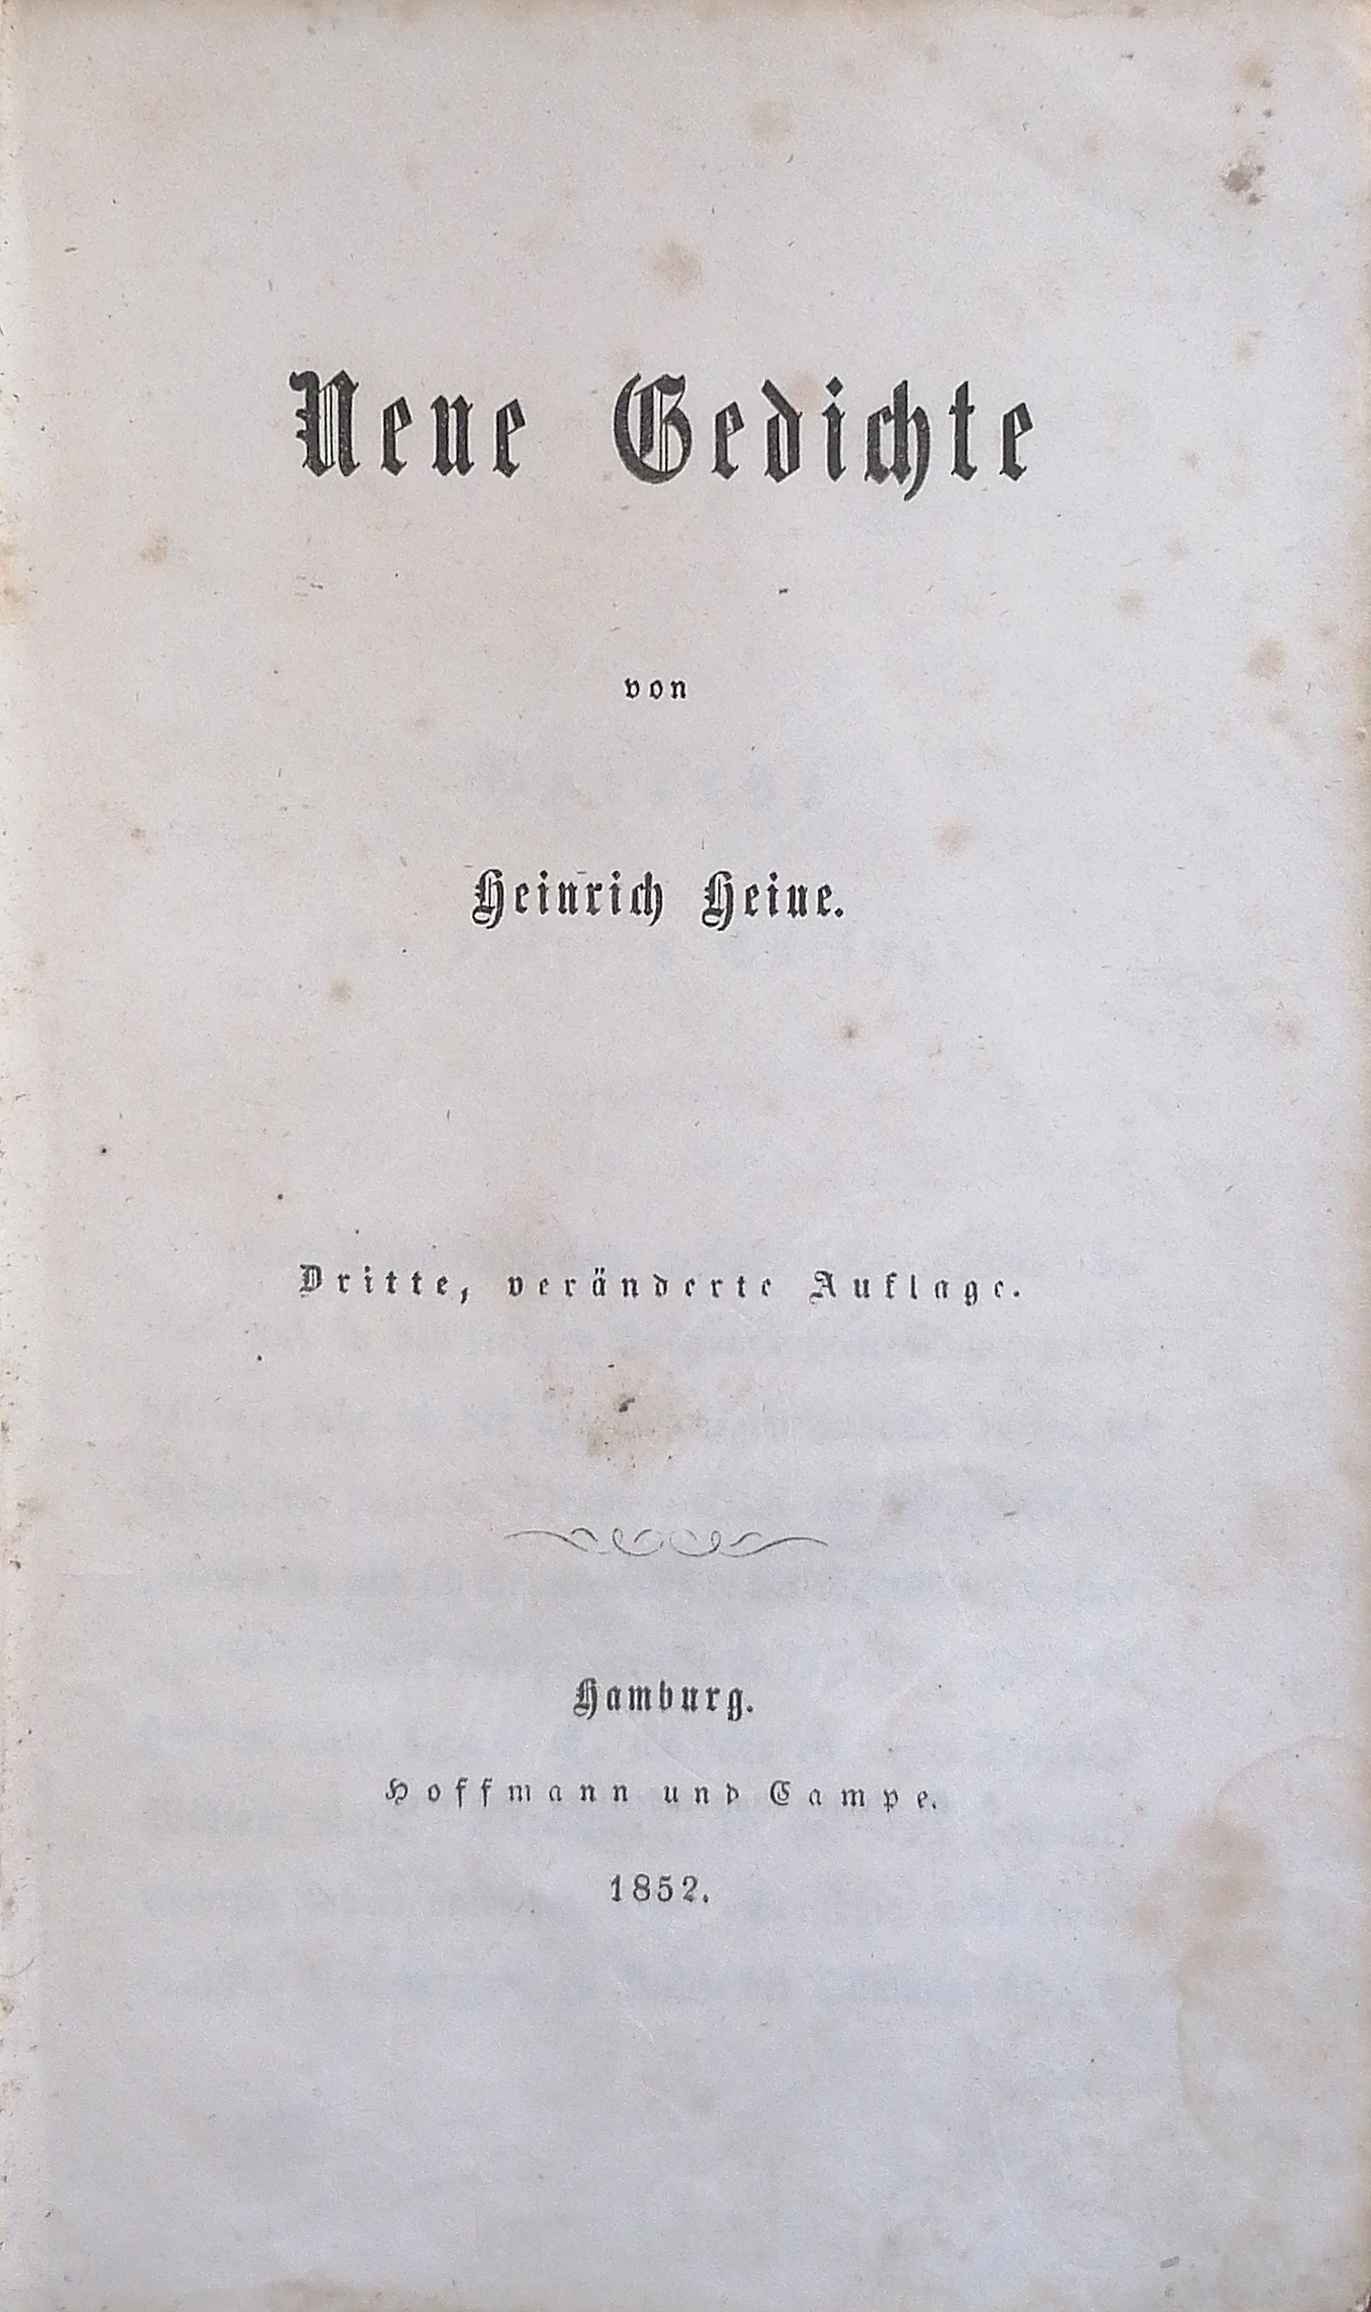 Neue Gedichte
von
Heinrich Heine.
Dritte, veränderte Auflage.
Hamburg.
Hoffmann und Campe.
1852.